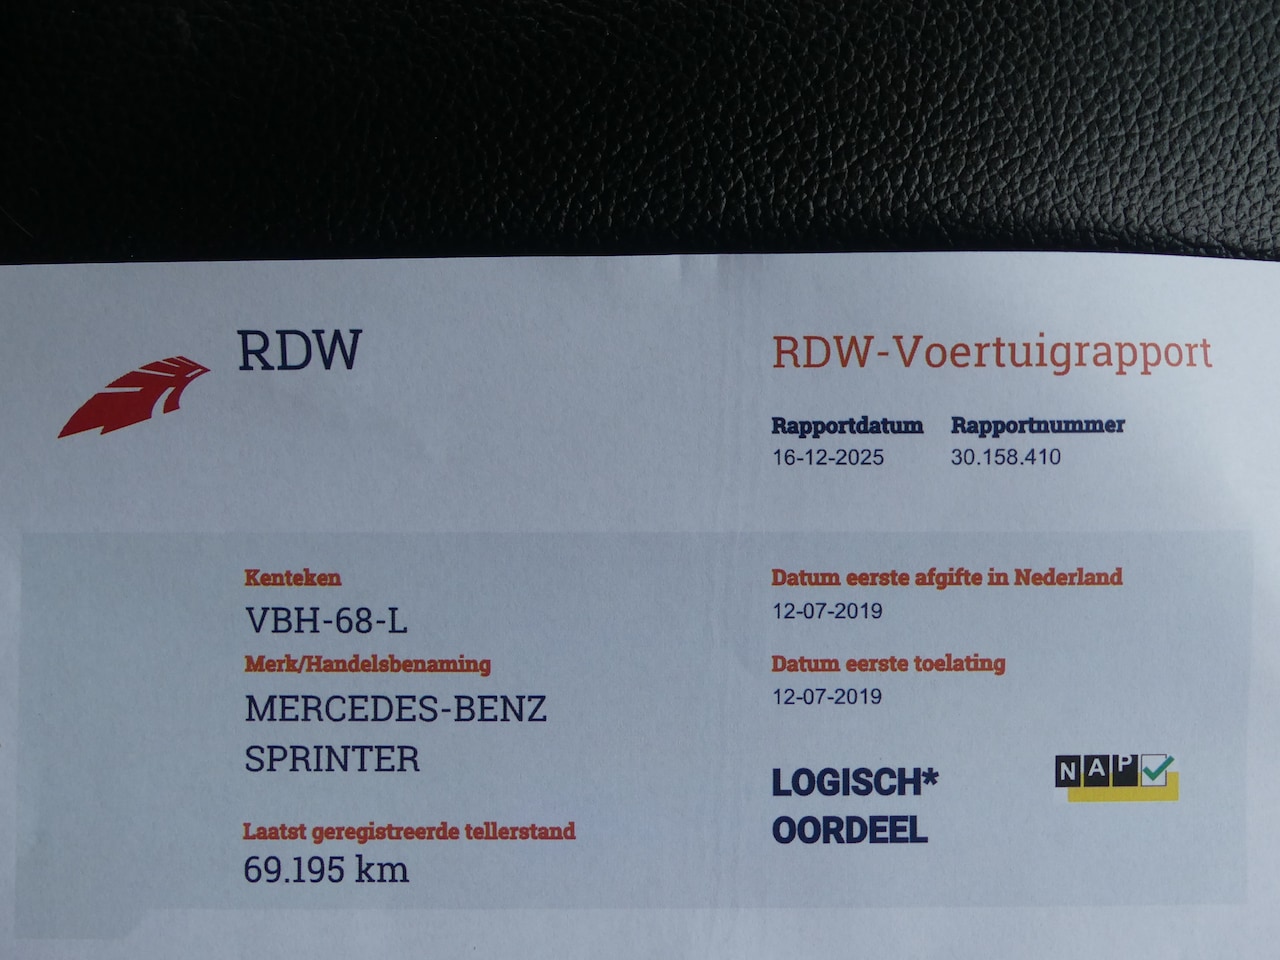 RDW
RDW-Voertuigrapport
Rapportdatum Rapportnummer
16-12-2025 30.158.410
Kenteken
VBH-68-L
Merk/Handelsbenaming
MERCEDES-BENZ
SPRINTER
Laatst geregistreerde tellerstand
69.195 km
Datum eerste afgifte in Nederland
12-07-2019
Datum eerste toelating
12-07-2019
LOGISCH*
OORDEEL
NAP